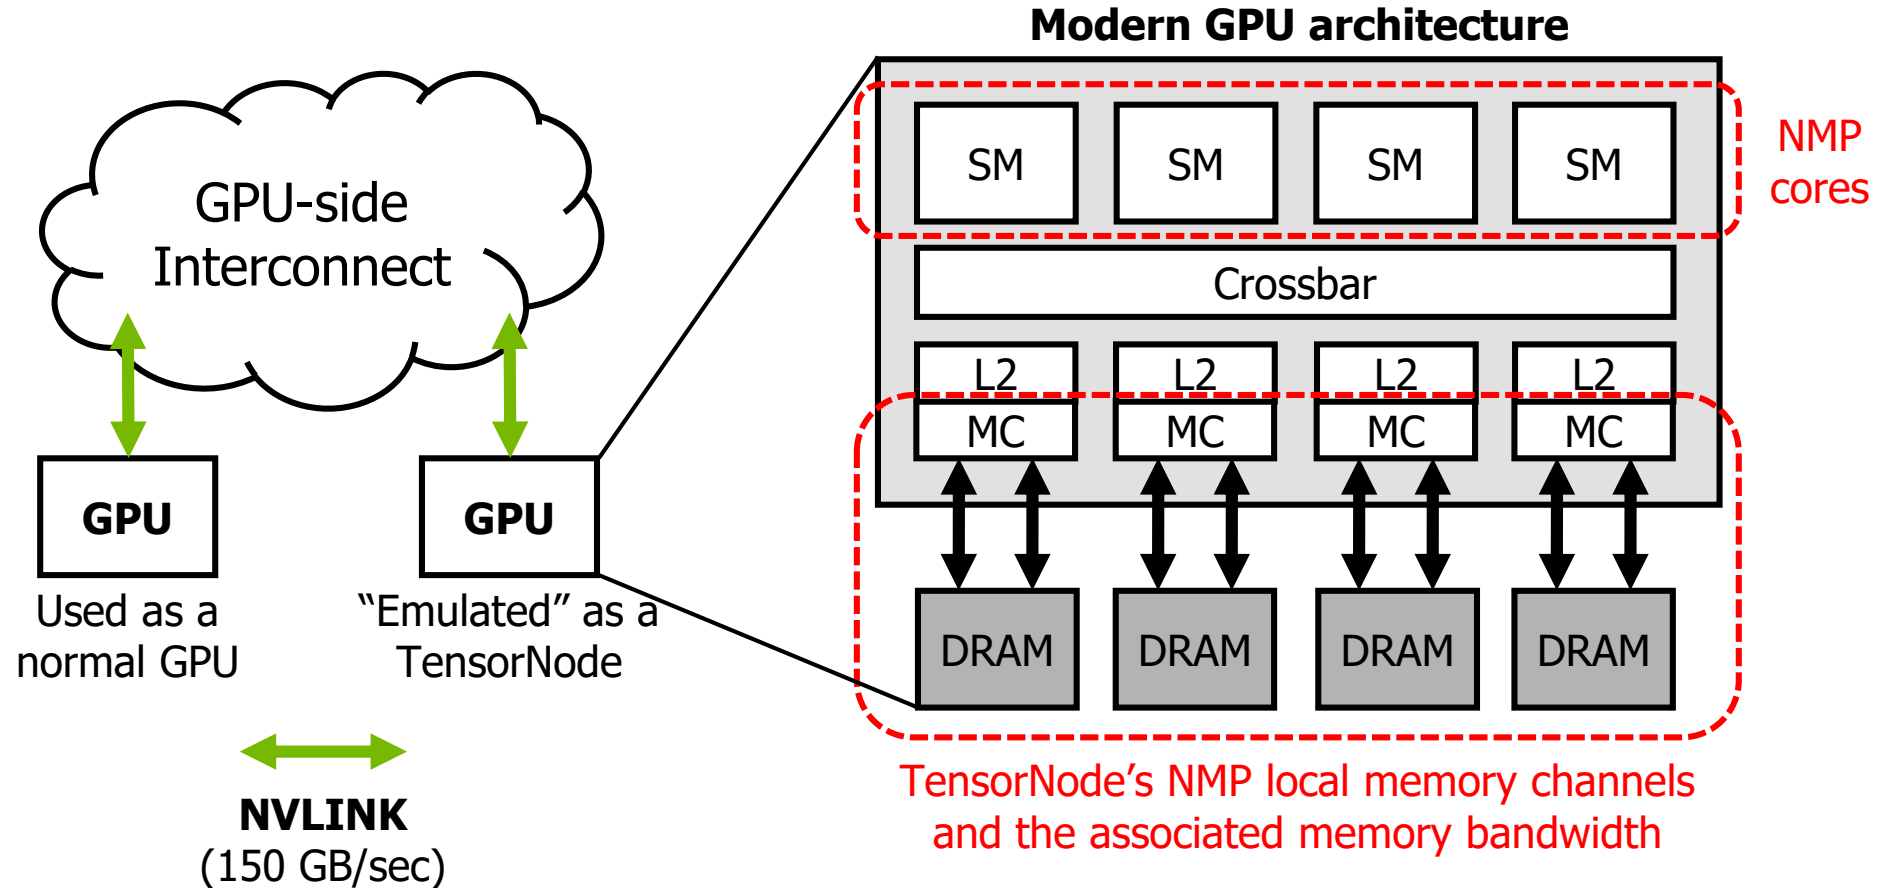 Modern GPU architecture
GPU-side
Interconnect
SM SM SM SM
NMP
cores
Crossbar
L2 L2 L2 L2
MC MC MC MC
GPU GPU
Used as a
normal GPU
“Emulated” as a
TensorNode
DRAM DRAM DRAM DRAM
NVLINK
(150 GB/sec)
TensorNode’s NMP local memory channels
and the associated memory bandwidth